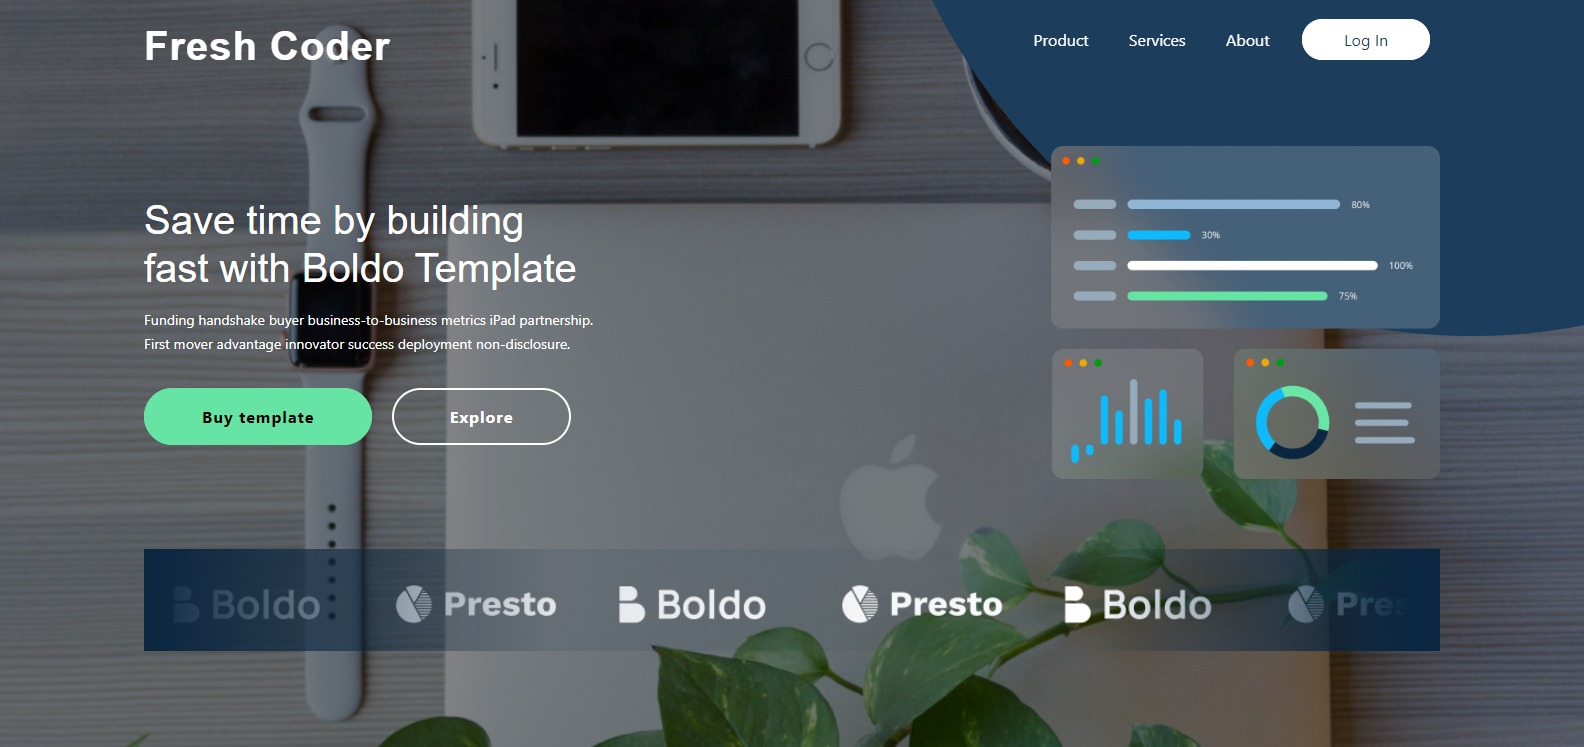 Fresh Coder
Product Services About Log In
Save time by building
fast with Boldo Template
Funding handshake buyer business-to-business metrics iPad partnership.
First mover advantage innovator success deployment non-disclosure.
Buy template Explore
80%
30%
100%
75%
Boldo Presto Boldo Presto Boldo Pres